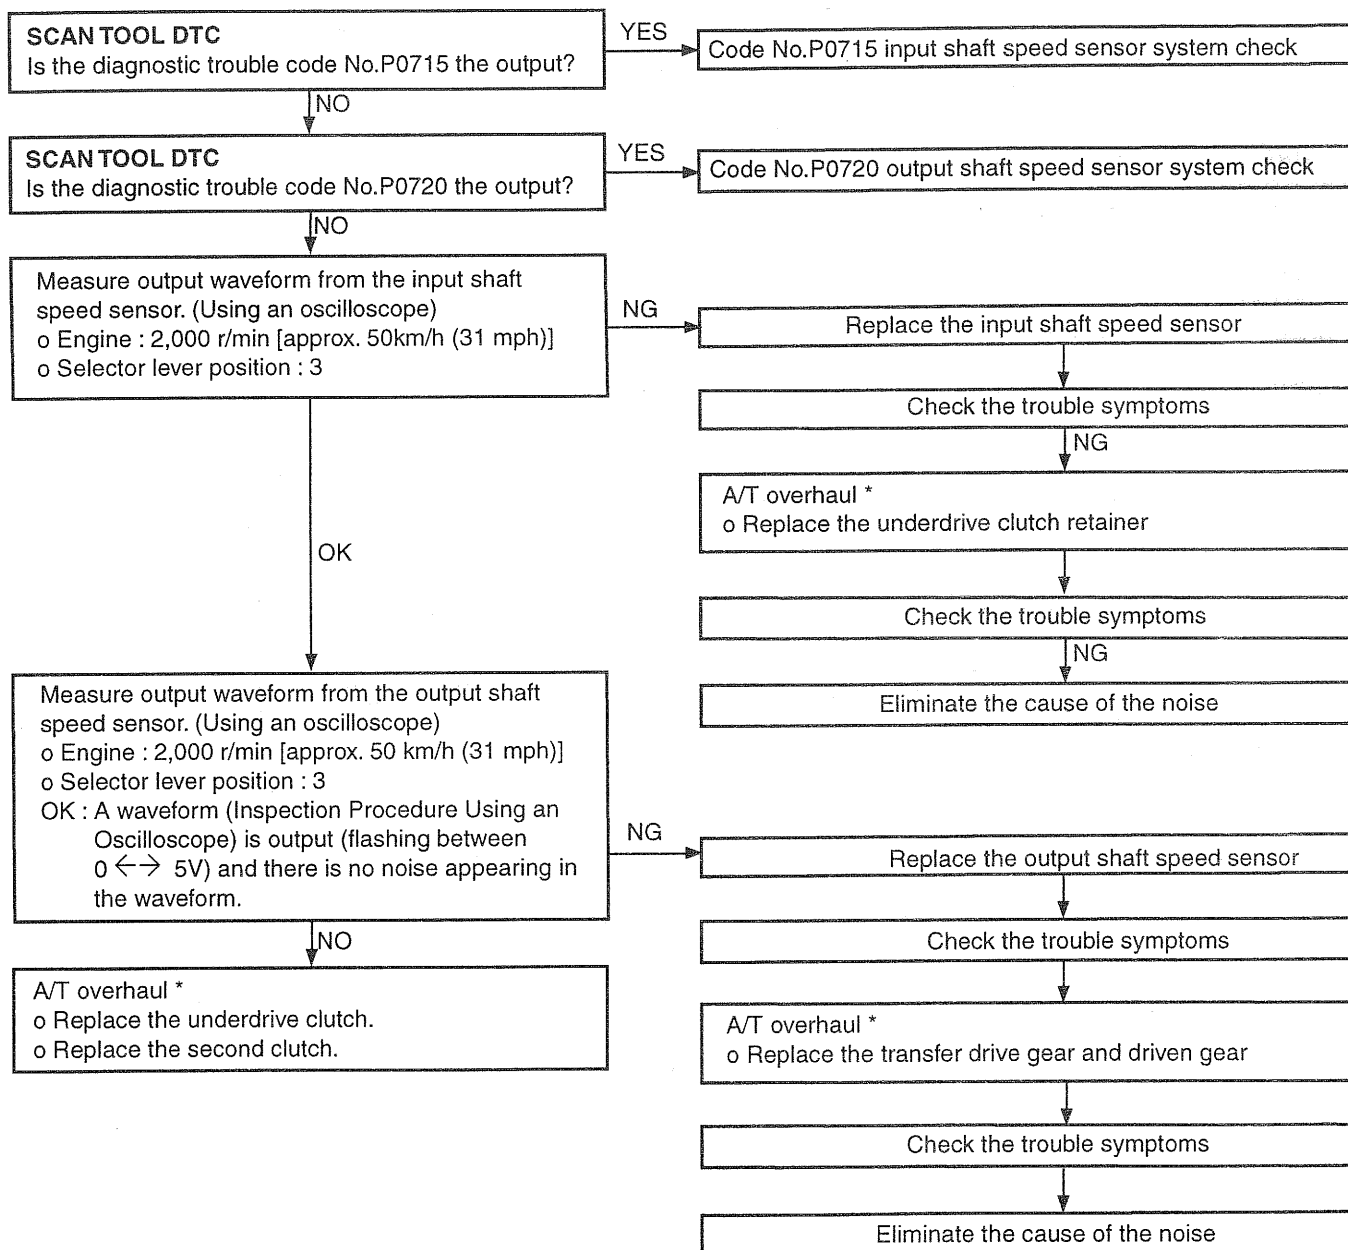 SCAN TOOL DTC
Is the diagnostic trouble code No.P0715 the output?
YES
Code No.P0715 input shaft speed sensor system check
NO
SCAN TOOL DTC
Is the diagnostic trouble code No.P0720 the output?
YES
Code No.P0720 output shaft speed sensor system check
NO
Measure output waveform from the input shaft
speed sensor. (Using an oscilloscope)
o Engine : 2,000 r/min [approx. 50km/h (31 mph)]
o Selector lever position : 3
NG
Replace the input shaft speed sensor
Check the trouble symptoms
NG
A/T overhaul *
o Replace the underdrive clutch retainer
Check the trouble symptoms
NG
Eliminate the cause of the noise
OK
Measure output waveform from the output shaft
speed sensor. (Using an oscilloscope)
o Engine : 2,000 r/min [approx. 50 km/h (31 mph)]
o Selector lever position : 3
OK : A waveform (Inspection Procedure Using an
Oscilloscope) is output (flashing between
0 ←→ 5V) and there is no noise appearing in
the waveform.
NG
Replace the output shaft speed sensor
Check the trouble symptoms
A/T overhaul *
o Replace the transfer drive gear and driven gear
Check the trouble symptoms
Eliminate the cause of the noise
NO
A/T overhaul *
o Replace the underdrive clutch.
o Replace the second clutch.